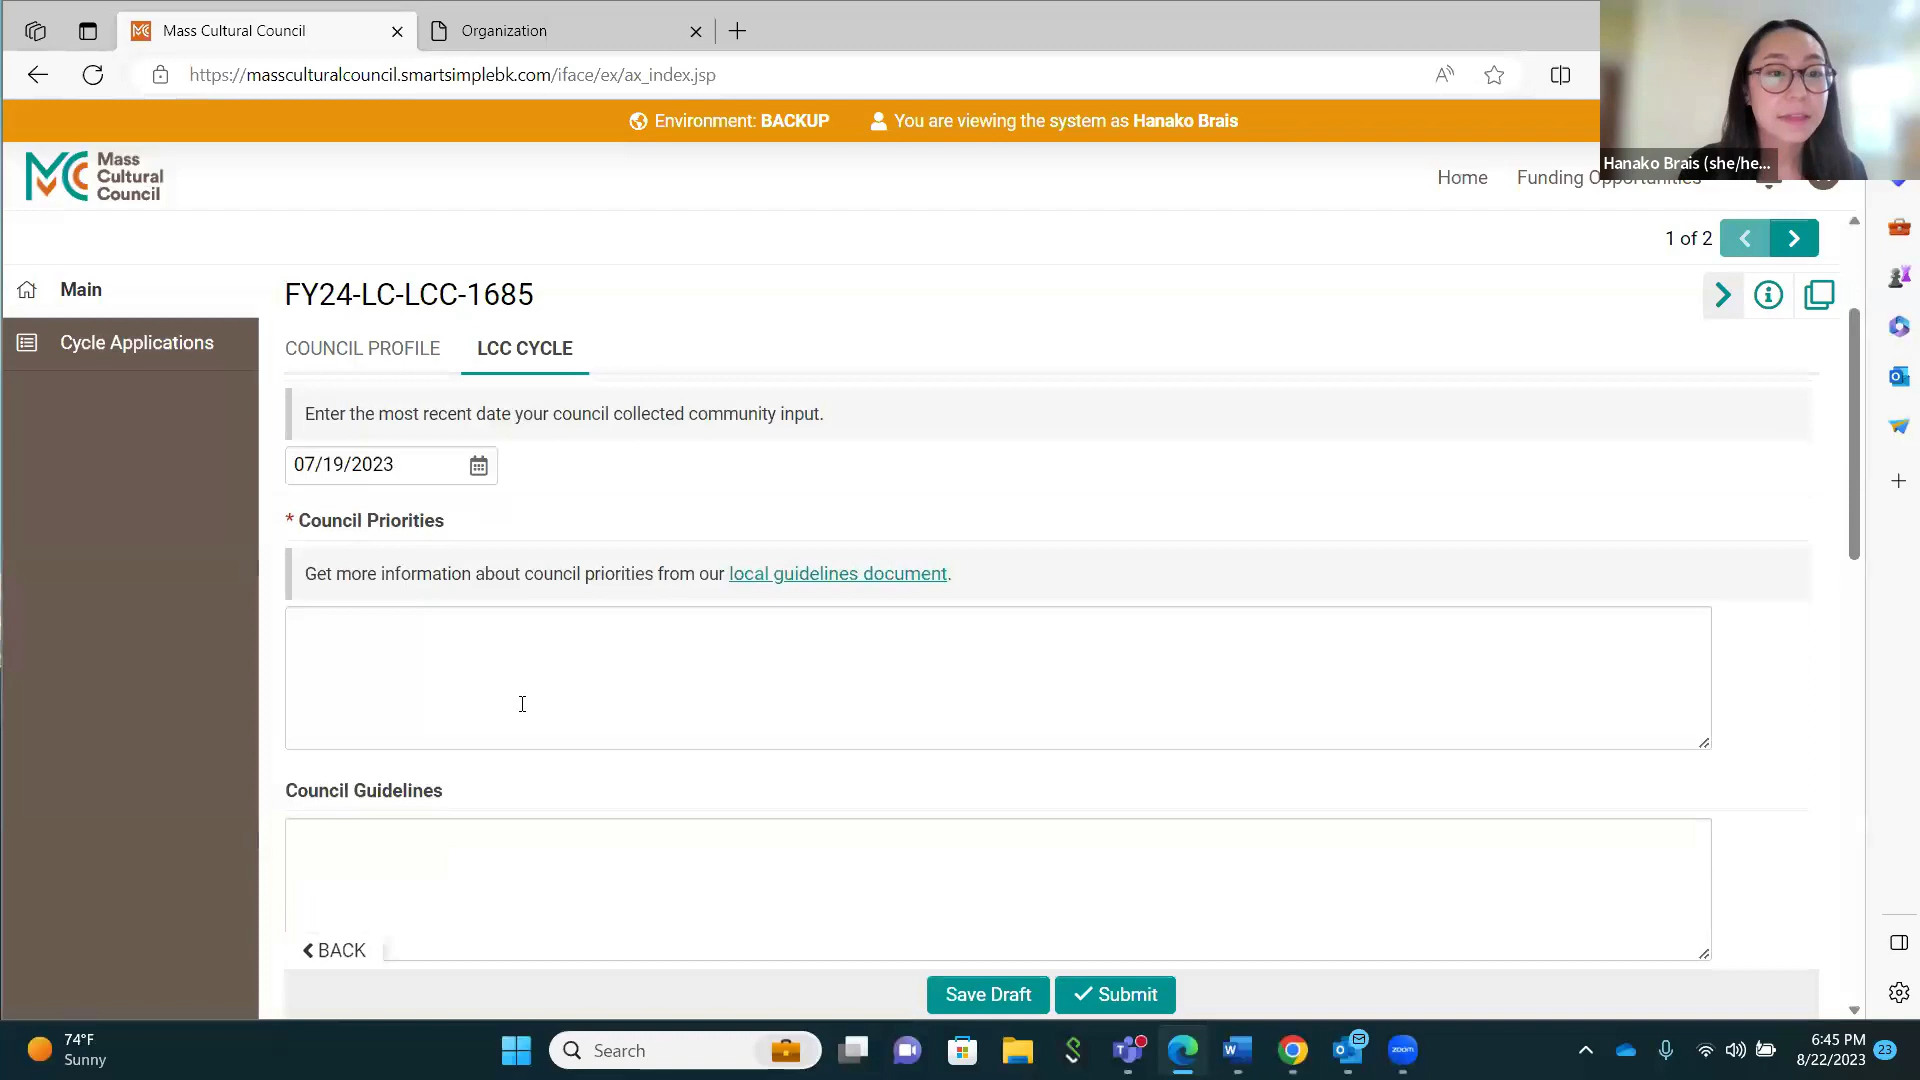 Mass Cultural Council
Organization
https://massculturalcouncil.smartsimplebk.com/iface/ex/ax_index.jsp
Environment: BACKUP
You are viewing the system as Hanako Brais
Hanako Brais (she/he...
Mass
Cultural
Council
Home
Funding Opportunities
1 of 2
Main
FY24-LC-LCC-1685
Cycle Applications
COUNCIL PROFILE
LCC CYCLE
Enter the most recent date your council collected community input.
07/19/2023
* Council Priorities
Get more information about council priorities from our local guidelines document.
Council Guidelines
BACK
Save Draft
Submit
74°F
Sunny
Search
zoom
6:45 PM
8/22/2023
23